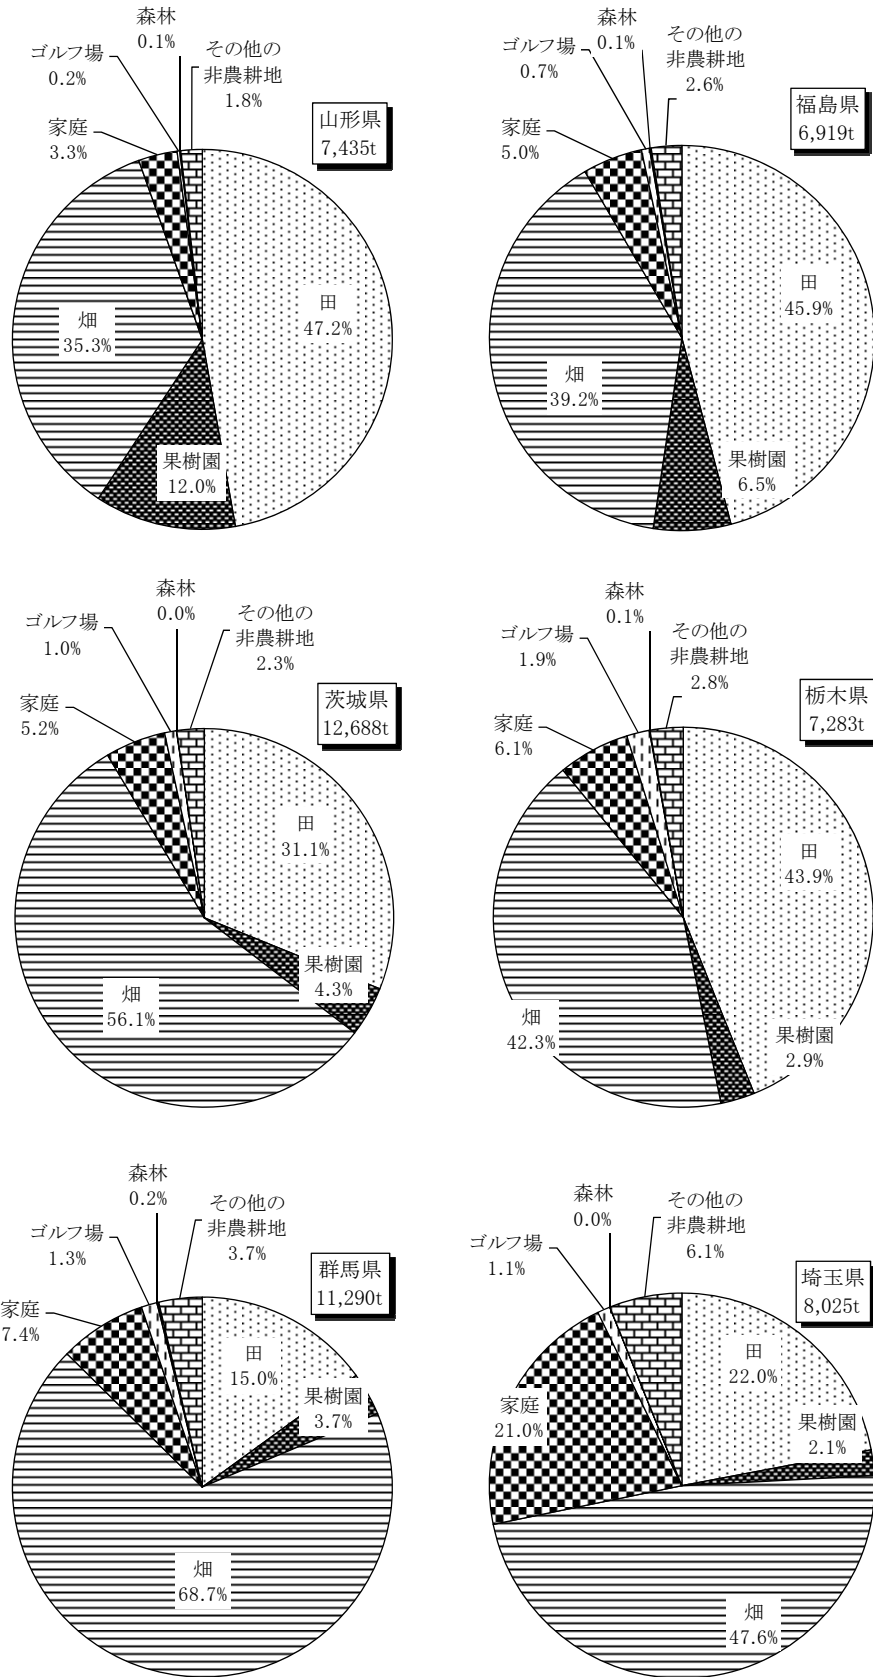 森林
0.1%
ゴルフ場
0.2%
その他の
非農耕地
1.8%
家庭
3.3%
山形県
7,435t
田
47.2%
畑
35.3%
果樹園
12.0%
森林
0.1%
ゴルフ場
0.7%
その他の
非農耕地
2.6%
家庭
5.0%
福島県
6,919t
田
45.9%
畑
39.2%
果樹園
6.5%
森林
0.0%
ゴルフ場
1.0%
その他の
非農耕地
2.3%
家庭
5.2%
茨城県
12,688t
田
31.1%
果樹園
4.3%
畑
56.1%
森林
0.1%
ゴルフ場
1.9%
その他の
非農耕地
2.8%
家庭
6.1%
栃木県
7,283t
田
43.9%
畑
42.3%
果樹園
2.9%
森林
0.2%
ゴルフ場
1.3%
その他の
非農耕地
3.7%
家庭
7.4%
群馬県
11,290t
田
15.0%
果樹園
3.7%
畑
68.7%
森林
0.0%
ゴルフ場
1.1%
その他の
非農耕地
6.1%
埼玉県
8,025t
田
22.0%
家庭
21.0%
果樹園
2.1%
畑
47.6%